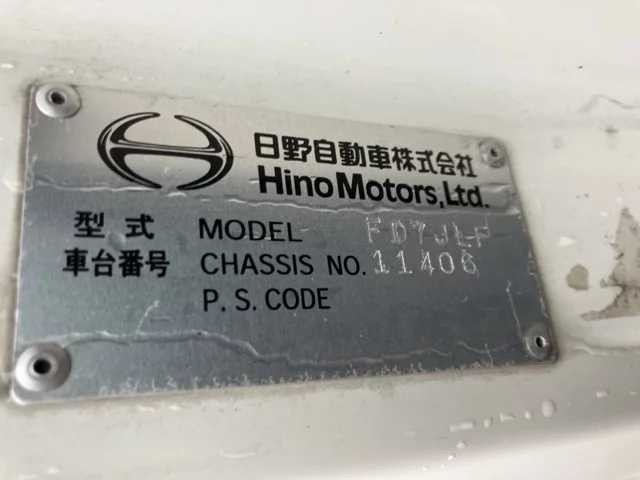 日野自動車株式会社
Hino Motors, Ltd.
型式 MODEL FD7JLF
車台番号 CHASSIS NO. 11406
P. S. CODE